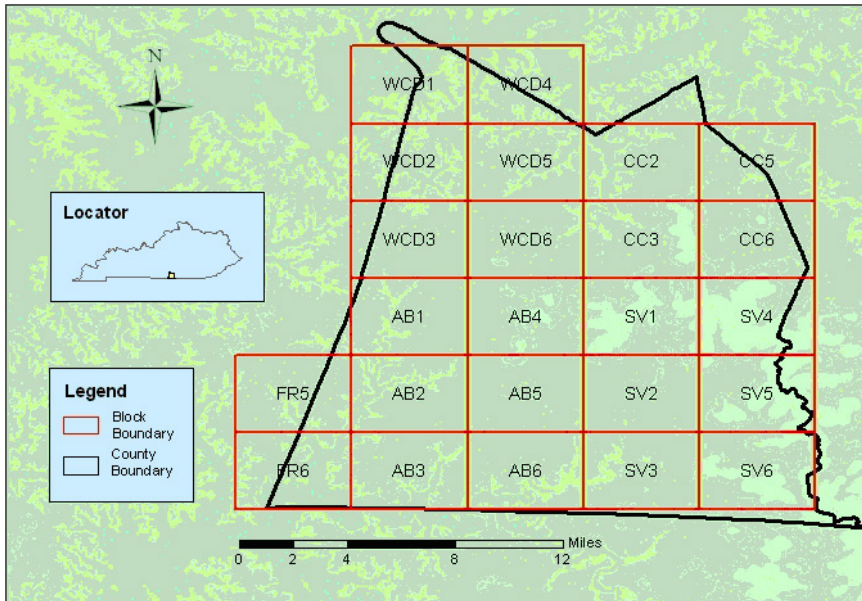 N
WCD1 WCD4
WCD2 WCD5 CC2 CC5
Locator
WCD3 WCD6 CC3 CC6
AB1 AB4 SV1 SV4
Legend
Block
Boundary
County
Boundary
FR5 AB2 AB5 SV2 SV5
FR6 AB3 AB6 SV3 SV6
Miles
0 2 4 8 12